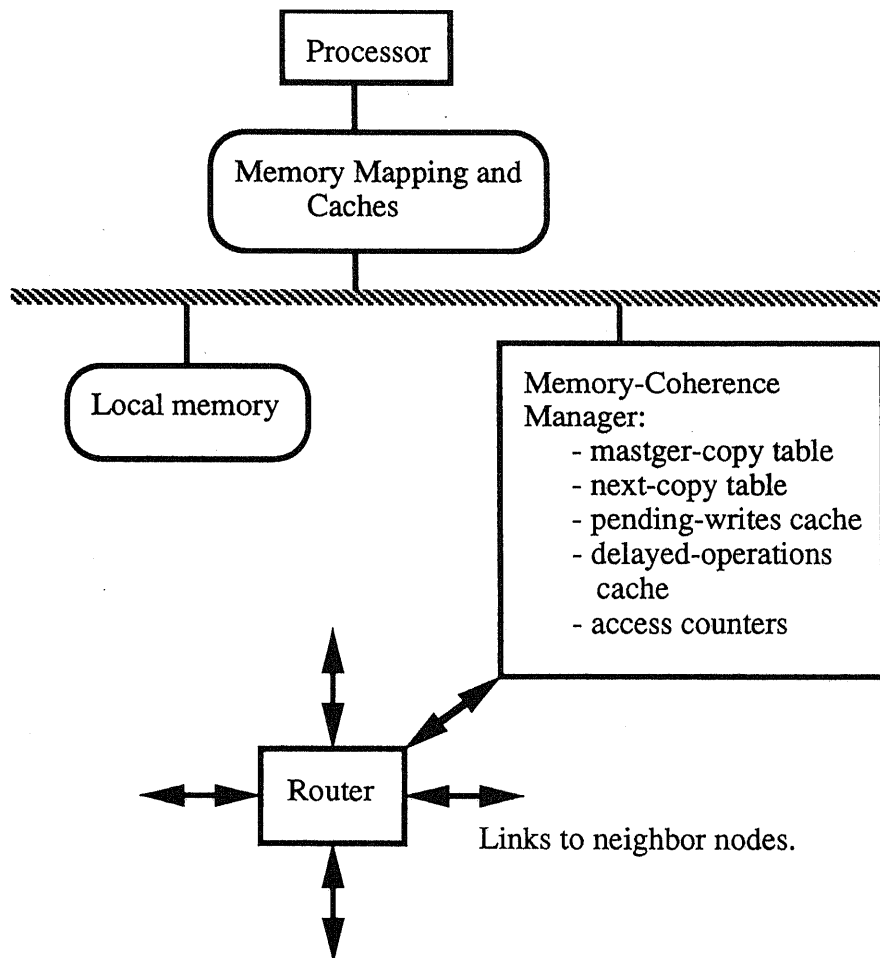 Processor
Memory Mapping and
Caches
Local memory
Memory-Coherence
Manager:
- mastger-copy table
- next-copy table
- pending-writes cache
- delayed-operations
cache
- access counters
Router
Links to neighbor nodes.